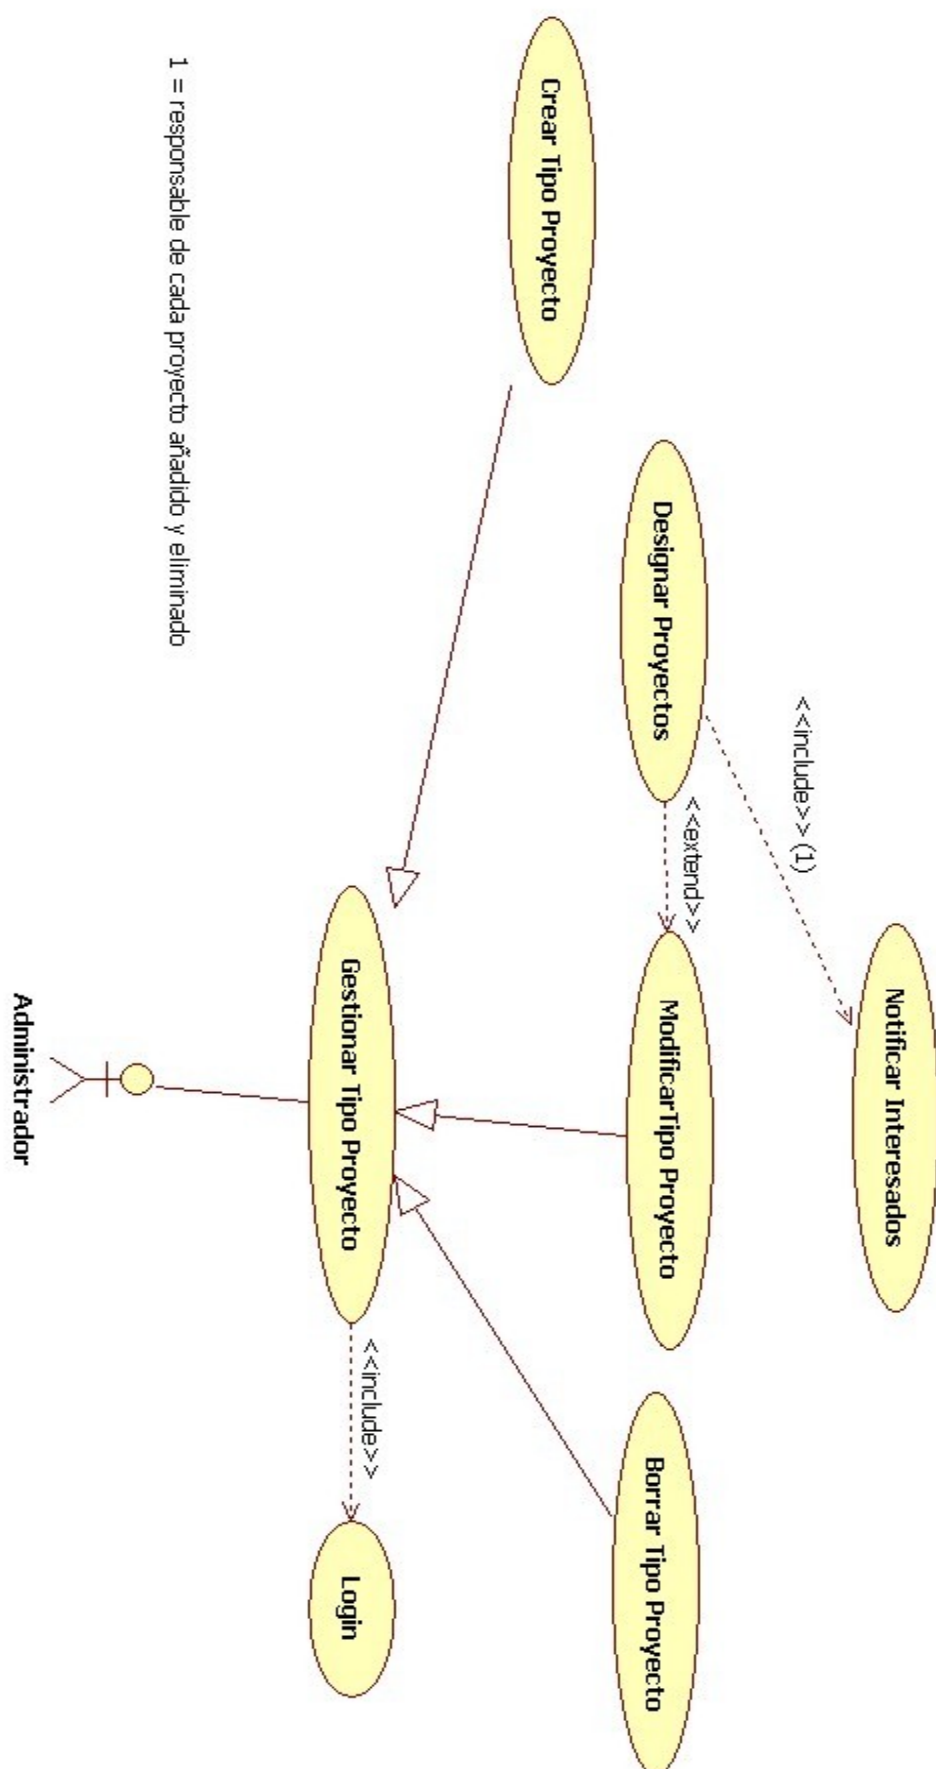 Notificar Interesados
<<include>> (1)
Designar Proyectos
<<extend>>
ModificarTipo Proyecto
Borrar Tipo Proyecto
Crear Tipo Proyecto
Gestionar Tipo Proyecto
<<include>>
Login
Administrador
1 = responsable de cada proyecto añadido y eliminado